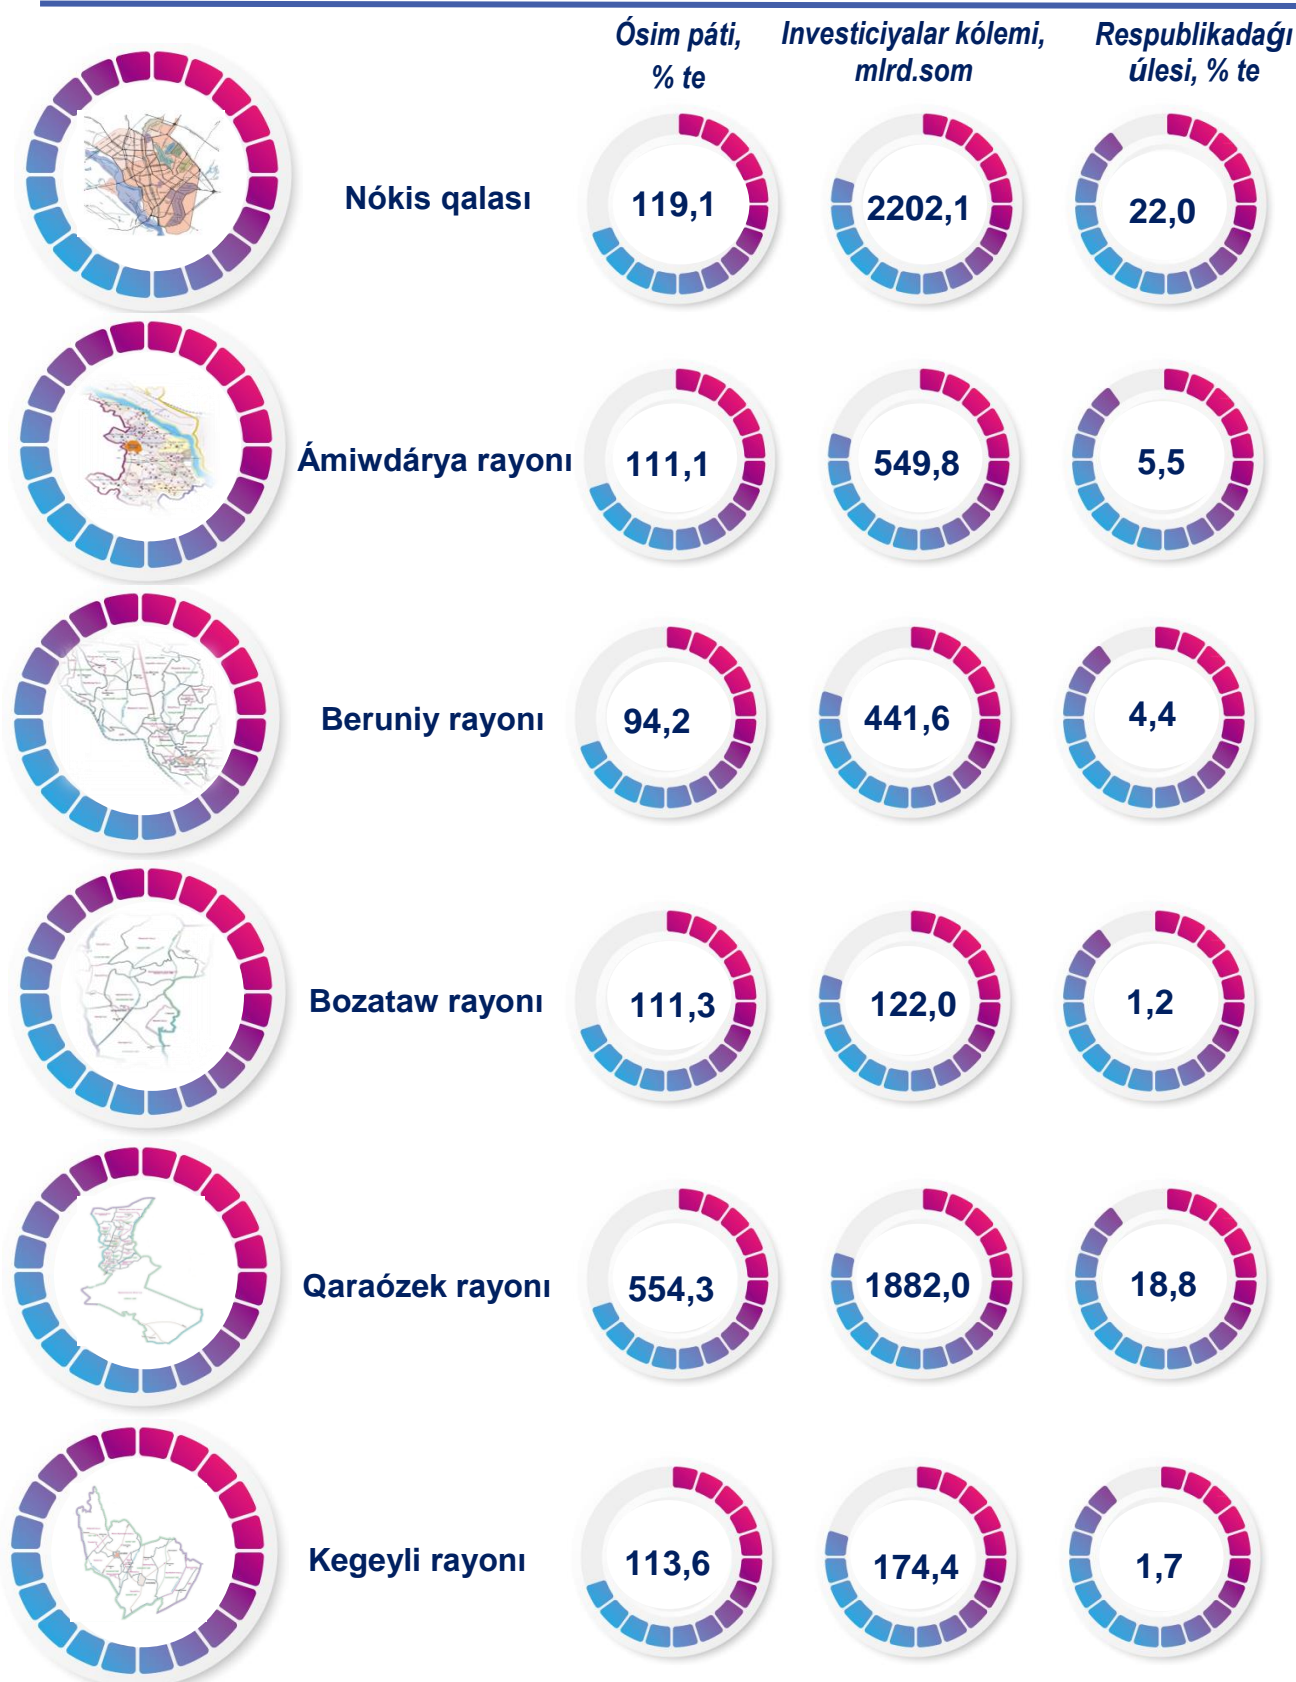 Ósim páti,
% te
Investiciyalar kólemi,
mlrd.som
Respublikadaǵı
úlesi, % te
Nókis qalası
119,1
2202,1
22,0
Ámiwdárya rayonı
111,1
549,8
5,5
Beruniy rayonı
94,2
441,6
4,4
Bozataw rayonı
111,3
122,0
1,2
Qaraózek rayonı
554,3
1882,0
18,8
Kegeyli rayonı
113,6
174,4
1,7